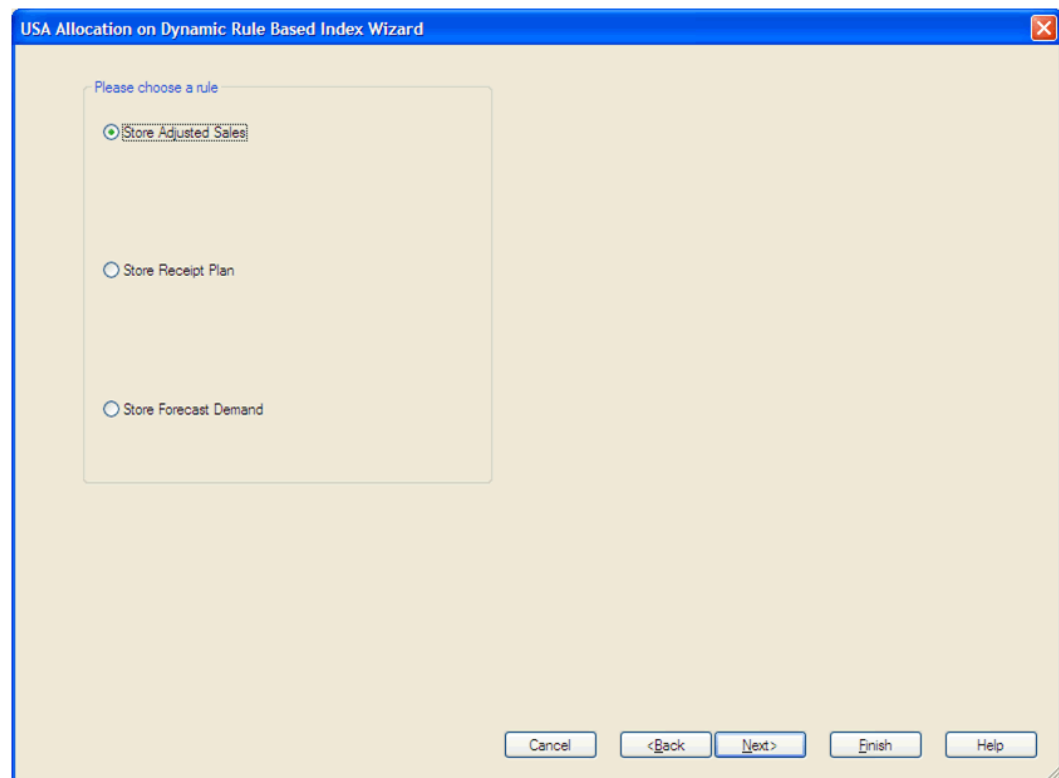 USA Allocation on Dynamic Rule Based Index Wizard
Please choose a rule
Store Adjusted Sales
Store Receipt Plan
Store Forecast Demand
Cancel <Back Next> Finish Help